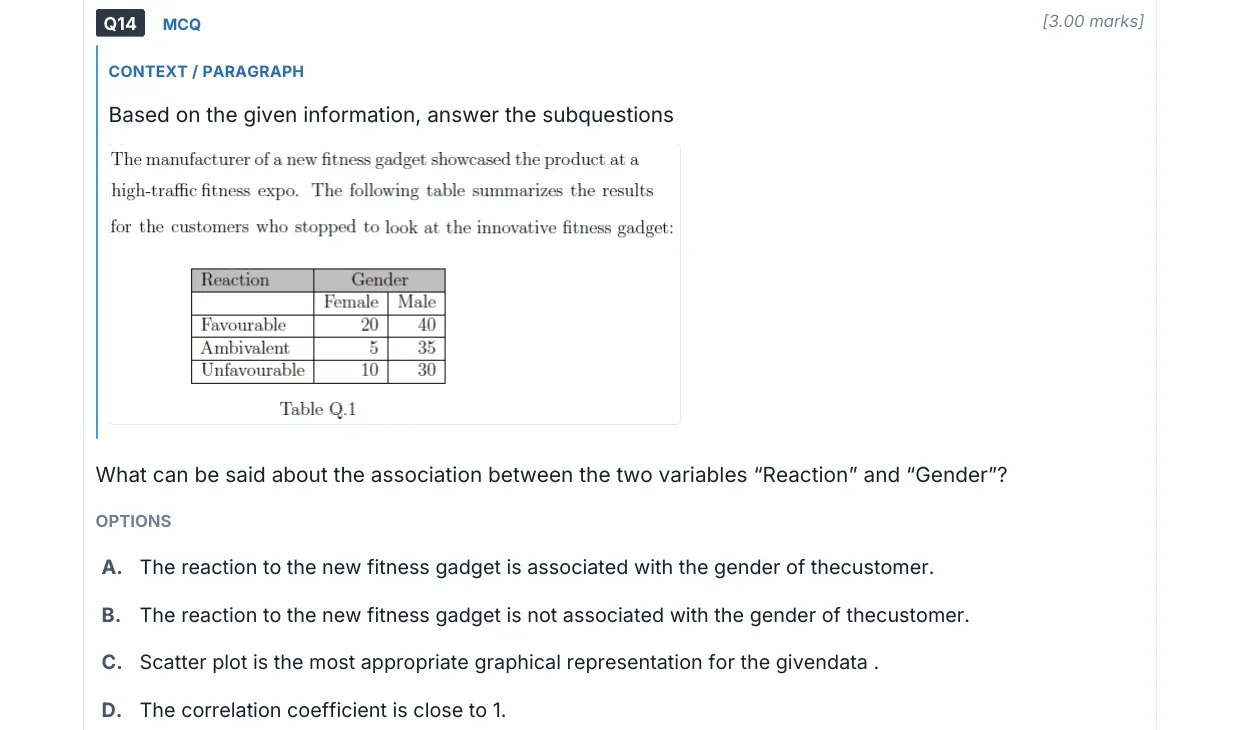 Q14 MCQ [3.00 marks]
CONTEXT / PARAGRAPH
Based on the given information, answer the subquestions
The manufacturer of a new fitness gadget showcased the product at a
high-traffic fitness expo. The following table summarizes the results
for the customers who stopped to look at the innovative fitness gadget:
Reaction Gender
Female Male
Favourable 20 40
Ambivalent 5 35
Unfavourable 10 30
Table Q.1
What can be said about the association between the two variables “Reaction” and “Gender”?
OPTIONS
A. The reaction to the new fitness gadget is associated with the gender of thecustomer.
B. The reaction to the new fitness gadget is not associated with the gender of thecustomer.
C. Scatter plot is the most appropriate graphical representation for the givendata .
D. The correlation coefficient is close to 1.